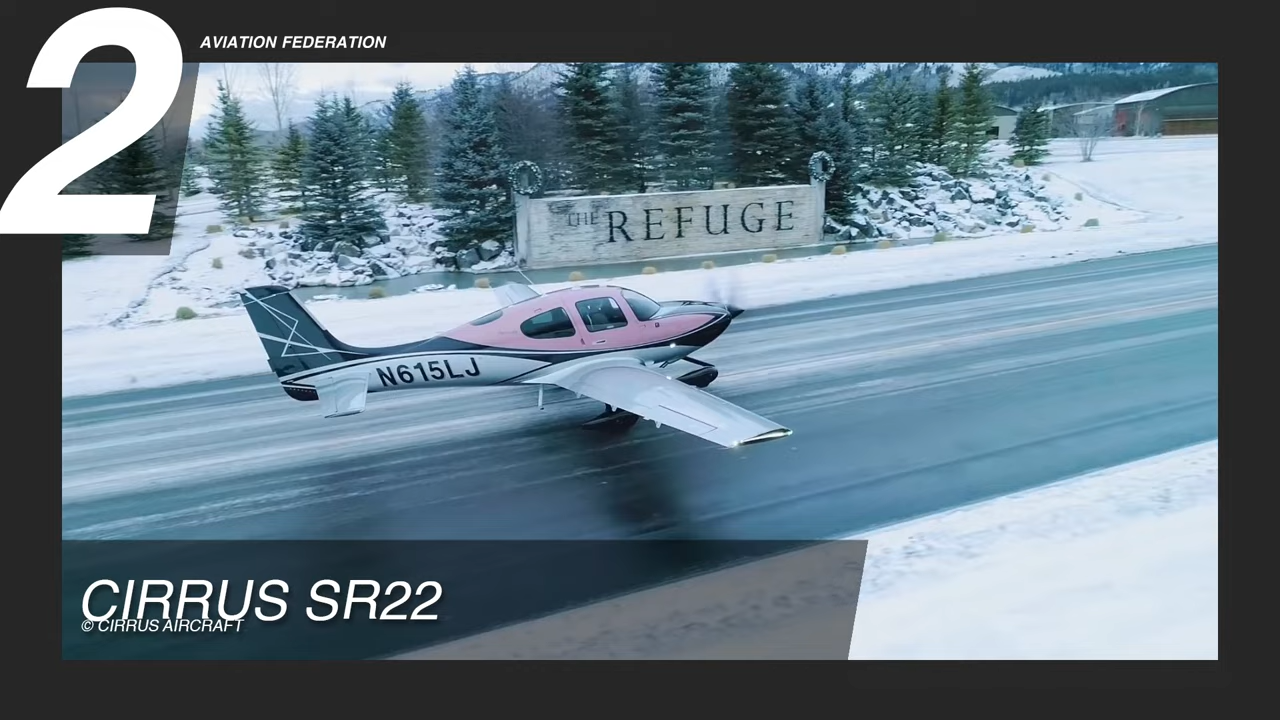 2
AVIATION FEDERATION
THE REFUGE
N615LJ
CIRRUS SR22
© CIRRUS AIRCRAFT